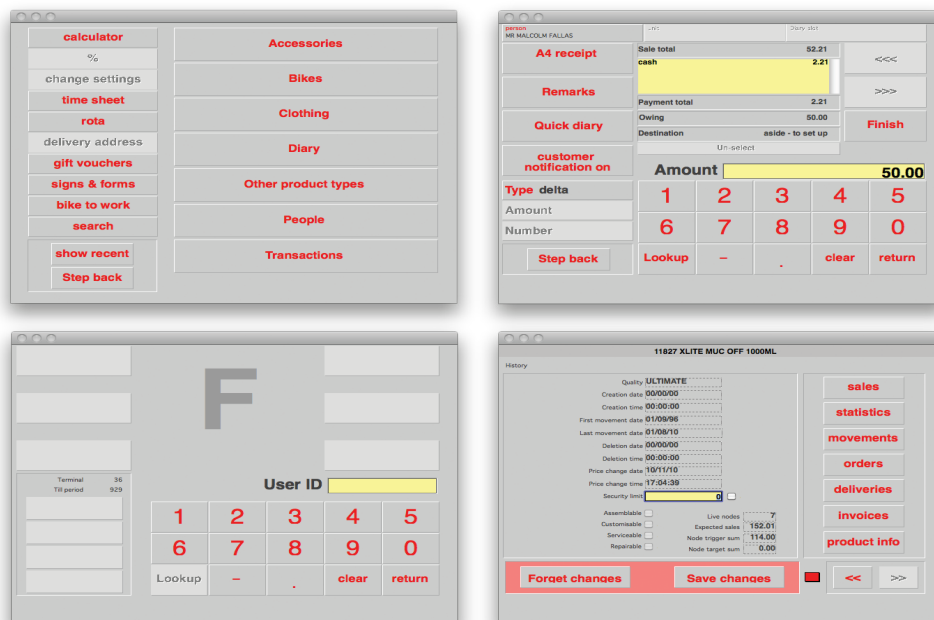 calculator
%
change settings
time sheet
rota
delivery address
gift vouchers
signs & forms
bike to work
search
show recent
Step back
Accessories
Bikes
Clothing
Diary
Other product types
People
Transactions
person
MR MALCOLM FALLAS
Diary slot
A4 receipt
Remarks
Quick diary
customer
notification on
Type delta
Amount
Number
Step back
Sale total 52.21
cash 2.21
Payment total 2.21
Owing 50.00
Destination aside - to set up
Un-select
<<<
>>>
Finish
Amount 50.00
1 2 3 4 5
6 7 8 9 0
Lookup – . clear return
F
Terminal 36
Till period 929
User ID
1 2 3 4 5
6 7 8 9 0
Lookup – . clear return
11827 XLITE MUC OFF 1000ML
History
Quality ULTIMATE
Creation date 00/00/00
Creation time 00:00:00
First movement date 01/09/96
Last movement date 01/08/10
Deletion date 00/00/00
Deletion time 00:00:00
Price change date 10/11/10
Price change time 17:04:39
Security limit 0
Assemblable
Customisable
Serviceable
Repairable
Live nodes 7
Expected sales 152.01
Node trigger sum 114.00
Node target sum 0.00
sales
statistics
movements
orders
deliveries
invoices
product info
Forget changes Save changes << >>